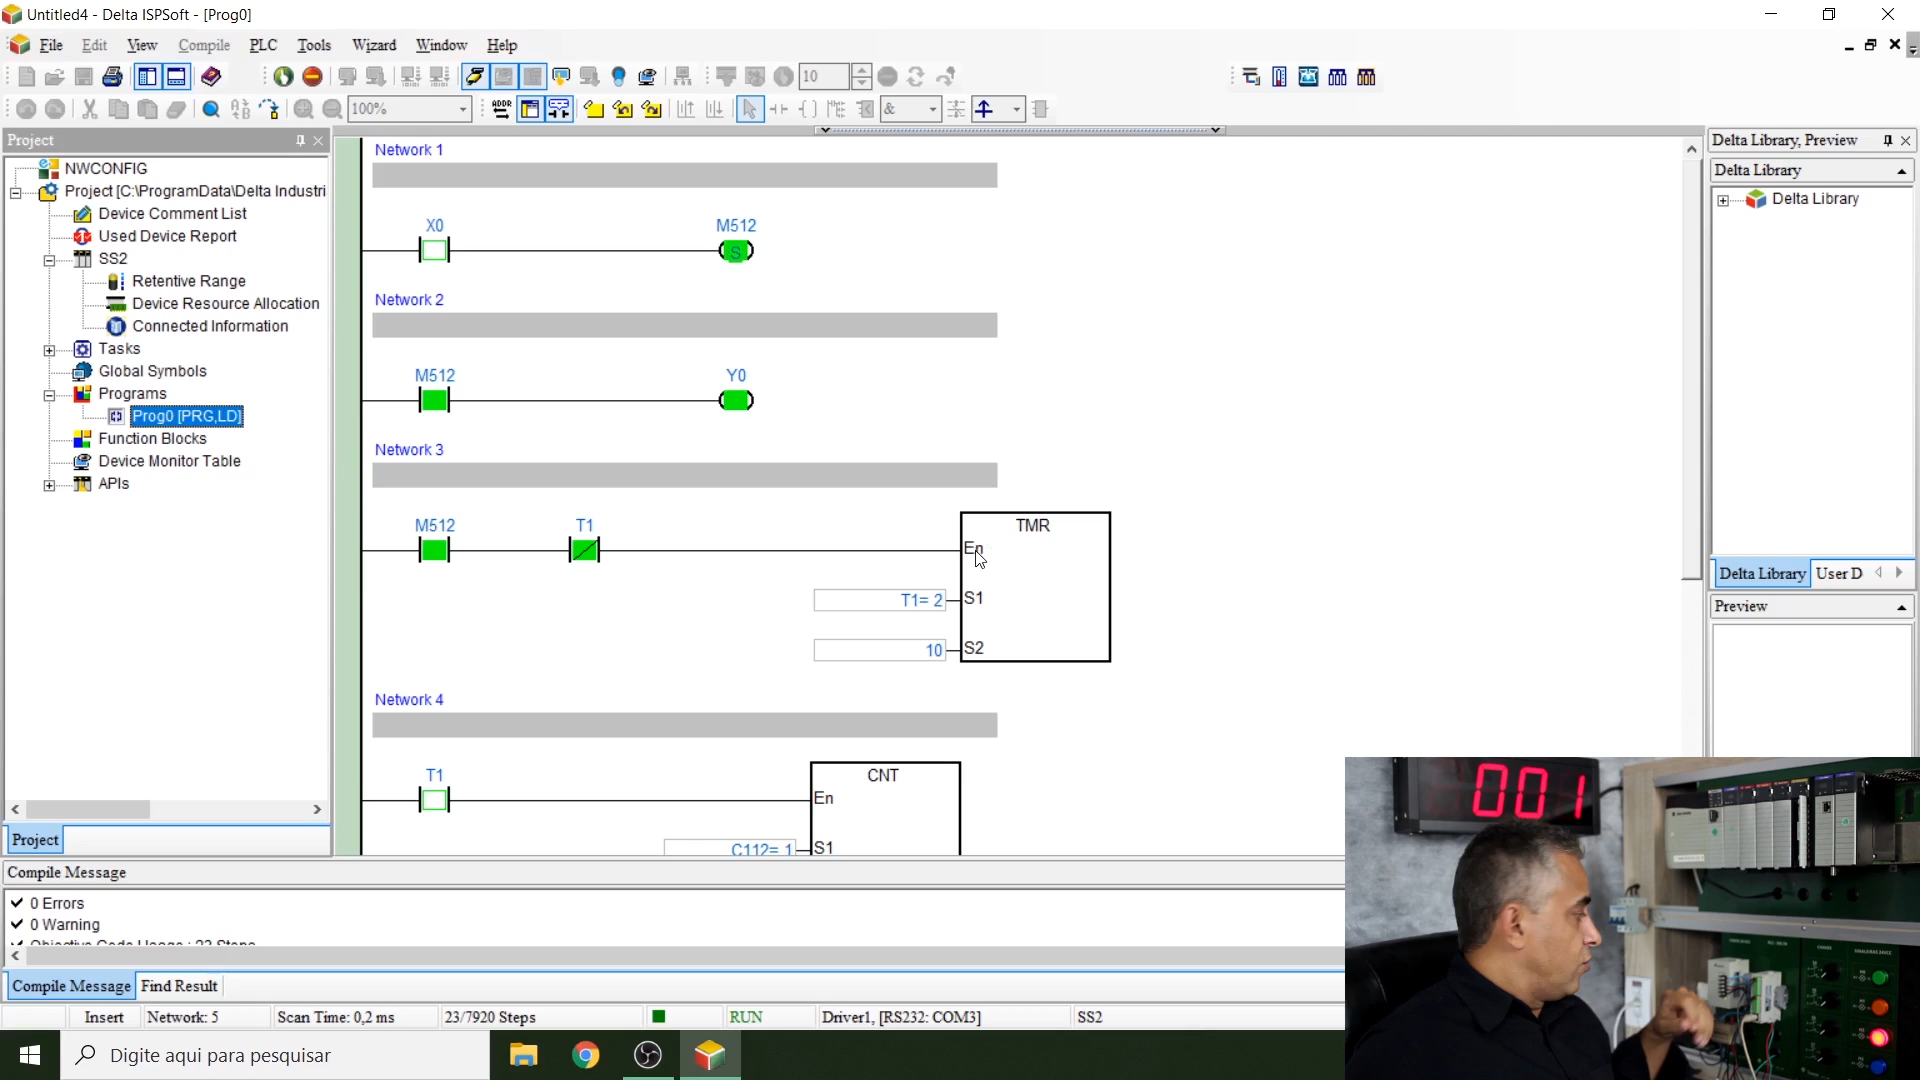 Untitled4 - Delta ISPSoft - [Prog0]
File Edit View Compile PLC Tools Wizard Window Help
10
100%
ADDR
&
Project
NWCONFIG
Project [C:\ProgramData\Delta Industri
Device Comment List
Used Device Report
SS2
Retentive Range
Device Resource Allocation
Connected Information
Tasks
Global Symbols
Programs
Prog0 [PRG,LD]
Function Blocks
Device Monitor Table
APIs
Project
Network 1
X0 M512
S
Network 2
M512 Y0
Network 3
M512 T1 TMR
En
T1= 2 S1
10 S2
Network 4
T1 CNT
En
C112= 1 S1
Delta Library, Preview
Delta Library
Delta Library
Delta Library User D
Preview
001
Compile Message
0 Errors
0 Warning
Objective Code Usage : 23 Steps
Compile Message Find Result
Insert Network: 5 Scan Time: 0,2 ms 23/7920 Steps RUN Driver1, [RS232: COM3] SS2
Digite aqui para pesquisar